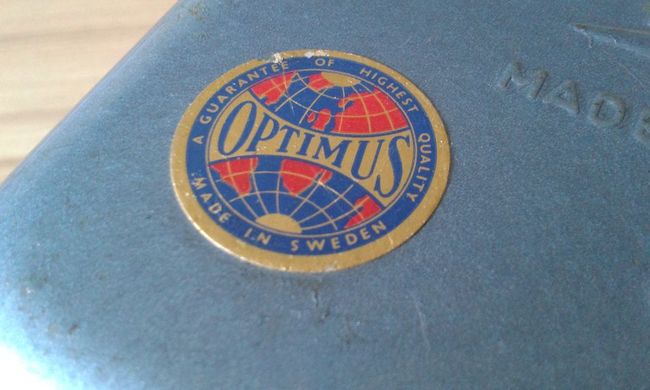 A GUARANTEE OF HIGHEST QUALITY
OPTIMUS
MADE IN SWEDEN
MADE